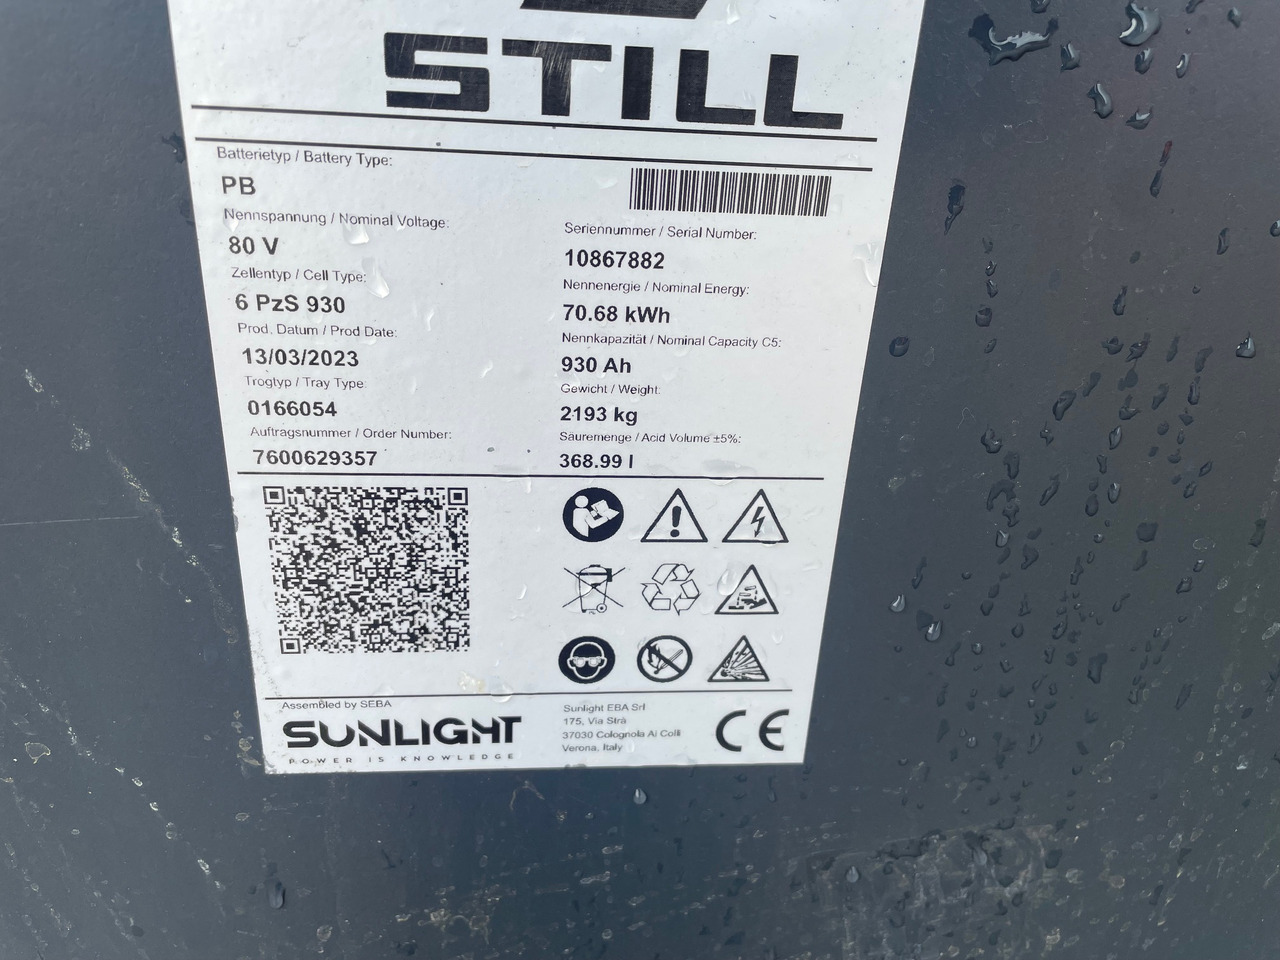 STILL
Batterietyp / Battery Type:
PB
Nennspannung / Nominal Voltage:
80 V
Zellentyp / Cell Type:
6 PzS 930
Prod. Datum / Prod Date:
13/03/2023
Trogtyp / Tray Type:
0166054
Auftragsnummer / Order Number:
7600629357
Seriennummer / Serial Number:
10867882
Nennenergie / Nominal Energy:
70.68 kWh
Nennkapazität / Nominal Capacity C5:
930 Ah
Gewicht / Weight:
2193 kg
Säuremenge / Acid Volume ±5%:
368.99 l
Assembled by SEBA
SUNLIGHT
POWER IS KNOWLEDGE
Sunlight EBA Srl
175, Via Strà
37030 Colognola Ai Colli
Verona, Italy
CE